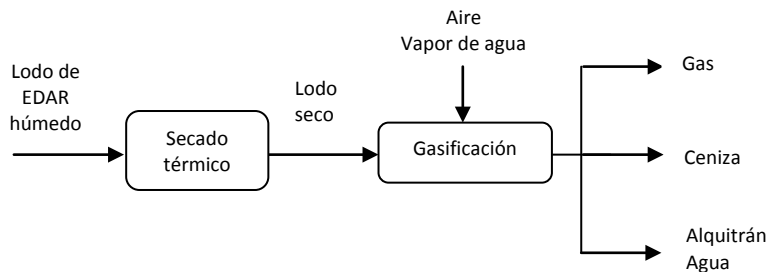 Aire
Vapor de agua
Lodo de
EDAR
húmedo
Secado
térmico
Lodo
seco
Gasificación
Gas
Ceniza
Alquitrán
Agua